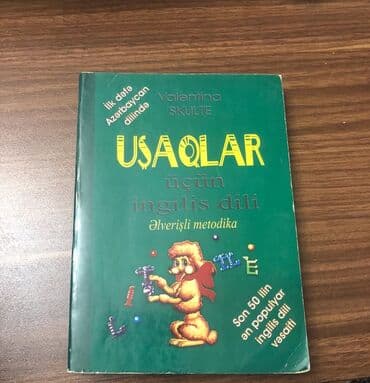 İlk dəfə
Azərbaycan
dilində
Valentina
SKULTE
UŞAQLAR
üçün
ingilis dili
Əlverişli metodika
LITTLE
Son 50 ilin
ən populyar
ingilis dili
vəsaiti